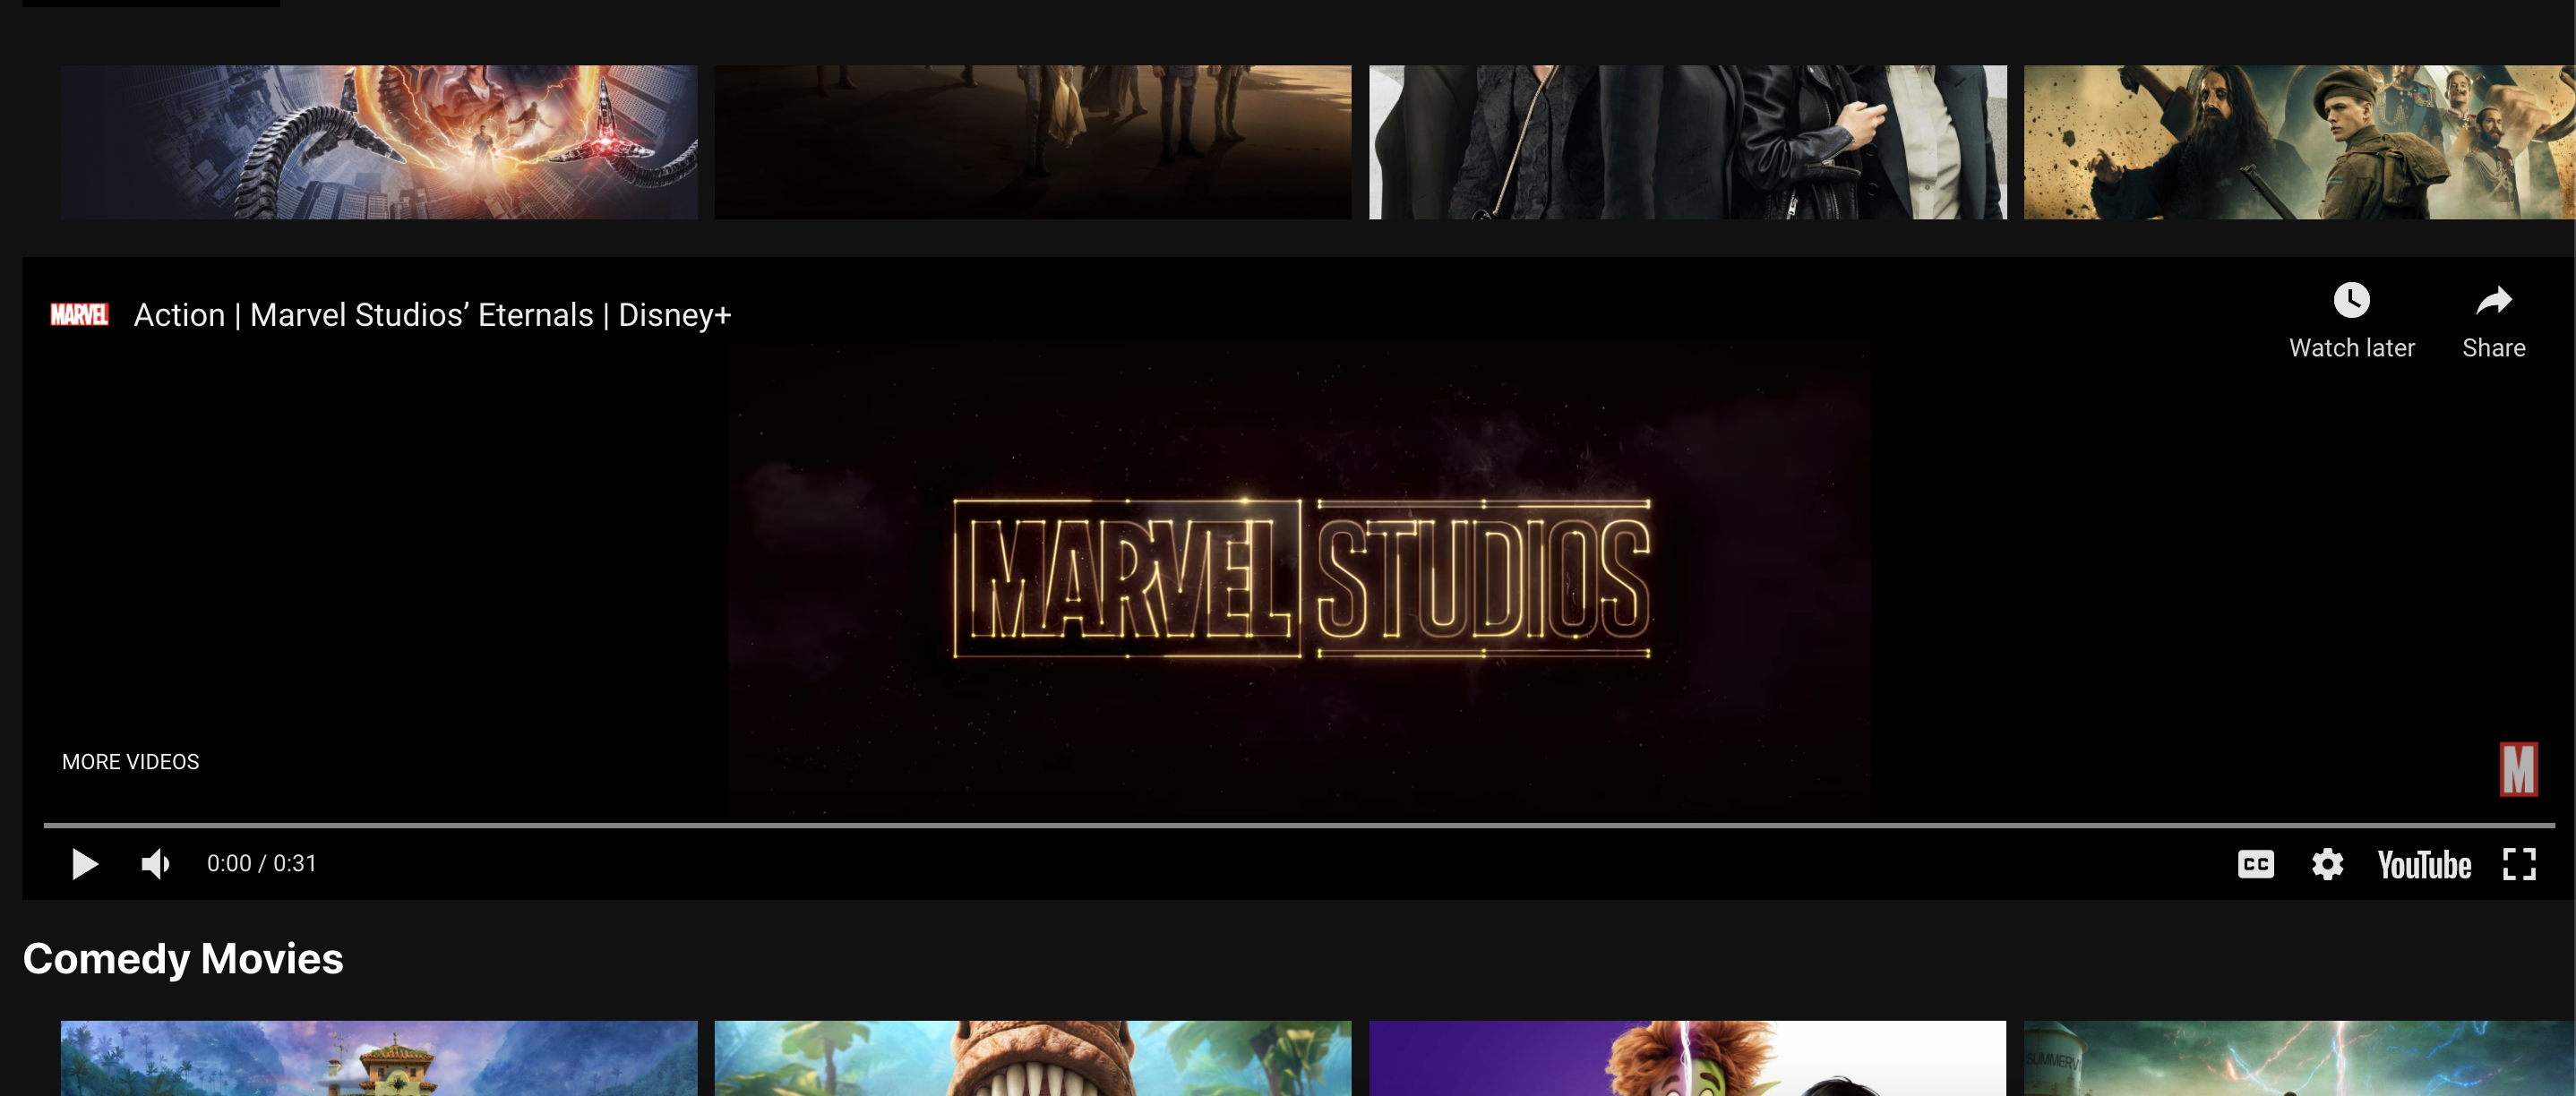 MARVEL
Action | Marvel Studios’ Eternals | Disney+
Watch later
Share
MARVEL STUDIOS
MORE VIDEOS
M
0:00 / 0:31
CC
YouTube
Comedy Movies